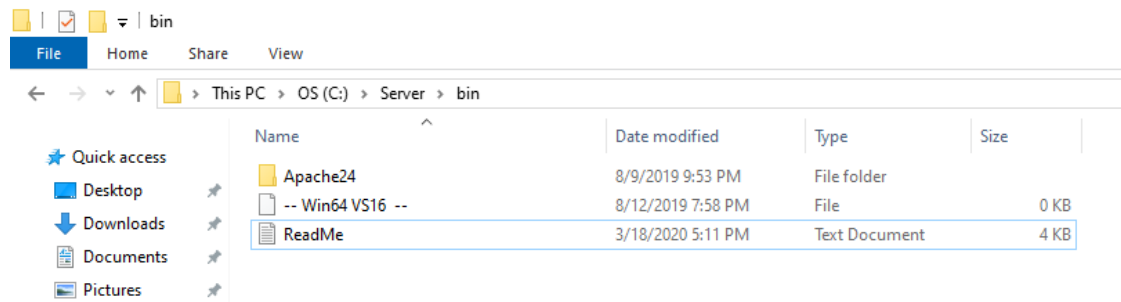 bin
File Home Share View
This PC > OS (C:) > Server > bin
Name Date modified Type Size
Quick access
Desktop
Downloads
Documents
Pictures
Apache24 8/9/2019 9:53 PM File folder
-- Win64 VS16 -- 8/12/2019 7:58 PM File 0 KB
ReadMe 3/18/2020 5:11 PM Text Document 4 KB